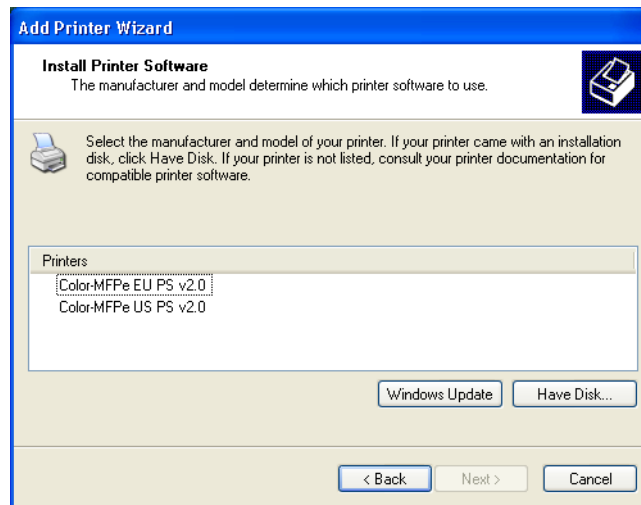 Add Printer Wizard
Install Printer Software
The manufacturer and model determine which printer software to use.
Select the manufacturer and model of your printer. If your printer came with an installation
disk, click Have Disk. If your printer is not listed, consult your printer documentation for
compatible printer software.
Printers
Color-MFPe EU PS v2.0
Color-MFPe US PS v2.0
Windows Update
Have Disk...
< Back
Next >
Cancel